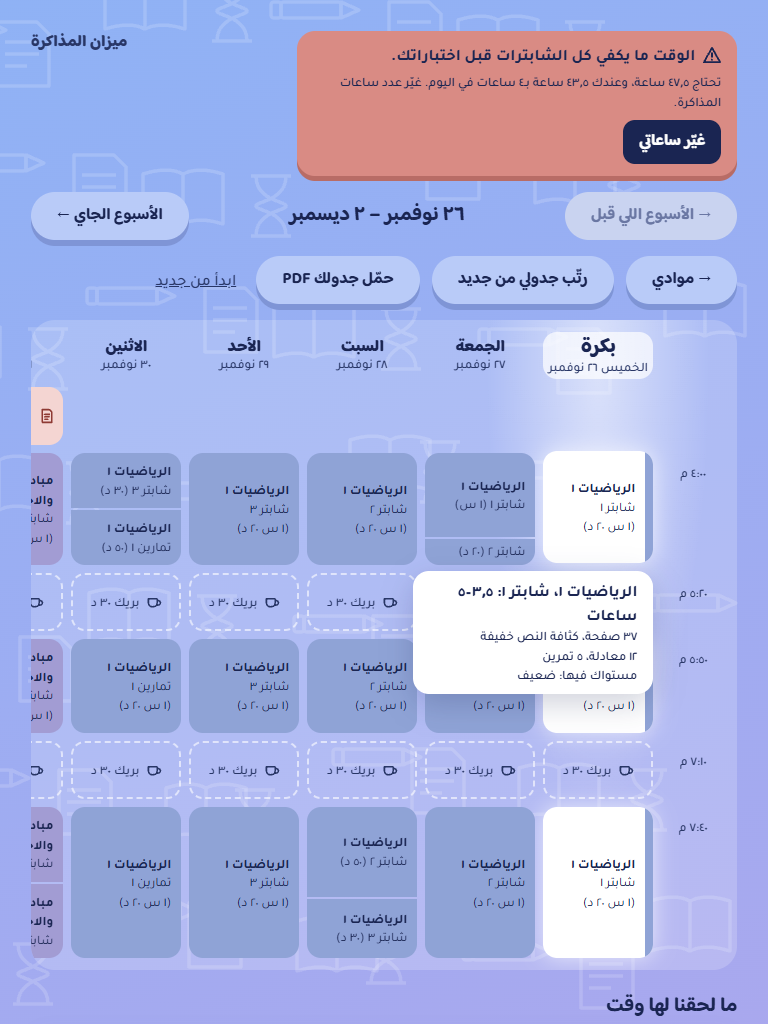 ميزان المذاكرة
الوقت ما يكفي كل الشابترات قبل اختباراتك.
تحتاج ٤٧٫٥ ساعة، وعندك ٤٣٫٥ ساعة بـ٤ ساعات في اليوم. غيّر عدد ساعات
المذاكرة.
غيّر ساعاتي
→ الأسبوع اللي قبل
٢٦ نوفمبر – ٢ ديسمبر
الأسبوع الجاي ←
→ موادي
رتّب جدولي من جديد
حمّل جدولك PDF
ابدأ من جديد
بكرة
الخميس ٢٦ نوفمبر
الجمعة
٢٧ نوفمبر
السبت
٢٨ نوفمبر
الأحد
٢٩ نوفمبر
الاثنين
٣٠ نوفمبر
٤:٠٠ م
الرياضيات ١
شابتر ١
(١ س ٢٠ د)
الرياضيات ١
شابتر ١ (١ س)
شابتر ٢ (٢٠ د)
الرياضيات ١
شابتر ٢
(١ س ٢٠ د)
الرياضيات ١
شابتر ٣
(١ س ٢٠ د)
الرياضيات ١
شابتر ٣ (٣٠ د)
الرياضيات ١
تمارين ١ (٥٠ د)
٥:٢٠ م
الرياضيات ١، شابتر ١: ٣٫٥-٥
ساعات
٣٧ صفحة، كثافة النص خفيفة
١٢ معادلة، ٥ تمرين
مستواك فيها: ضعيف
بريك ٣٠ د
بريك ٣٠ د
بريك ٣٠ د
٥:٥٠ م
(١ س ٢٠ د)
(١ س ٢٠ د)
الرياضيات ١
شابتر ٢
(١ س ٢٠ د)
الرياضيات ١
شابتر ٣
(١ س ٢٠ د)
الرياضيات ١
تمارين ١
(١ س ٢٠ د)
٧:١٠ م
بريك ٣٠ د
بريك ٣٠ د
بريك ٣٠ د
بريك ٣٠ د
بريك ٣٠ د
٧:٤٠ م
الرياضيات ١
شابتر ١
(١ س ٢٠ د)
الرياضيات ١
شابتر ٢
(١ س ٢٠ د)
الرياضيات ١
شابتر ٢ (٥٠ د)
الرياضيات ١
شابتر ٣ (٣٠ د)
الرياضيات ١
شابتر ٣
(١ س ٢٠ د)
الرياضيات ١
تمارين ١
(١ س ٢٠ د)
ما لحقنا لها وقت